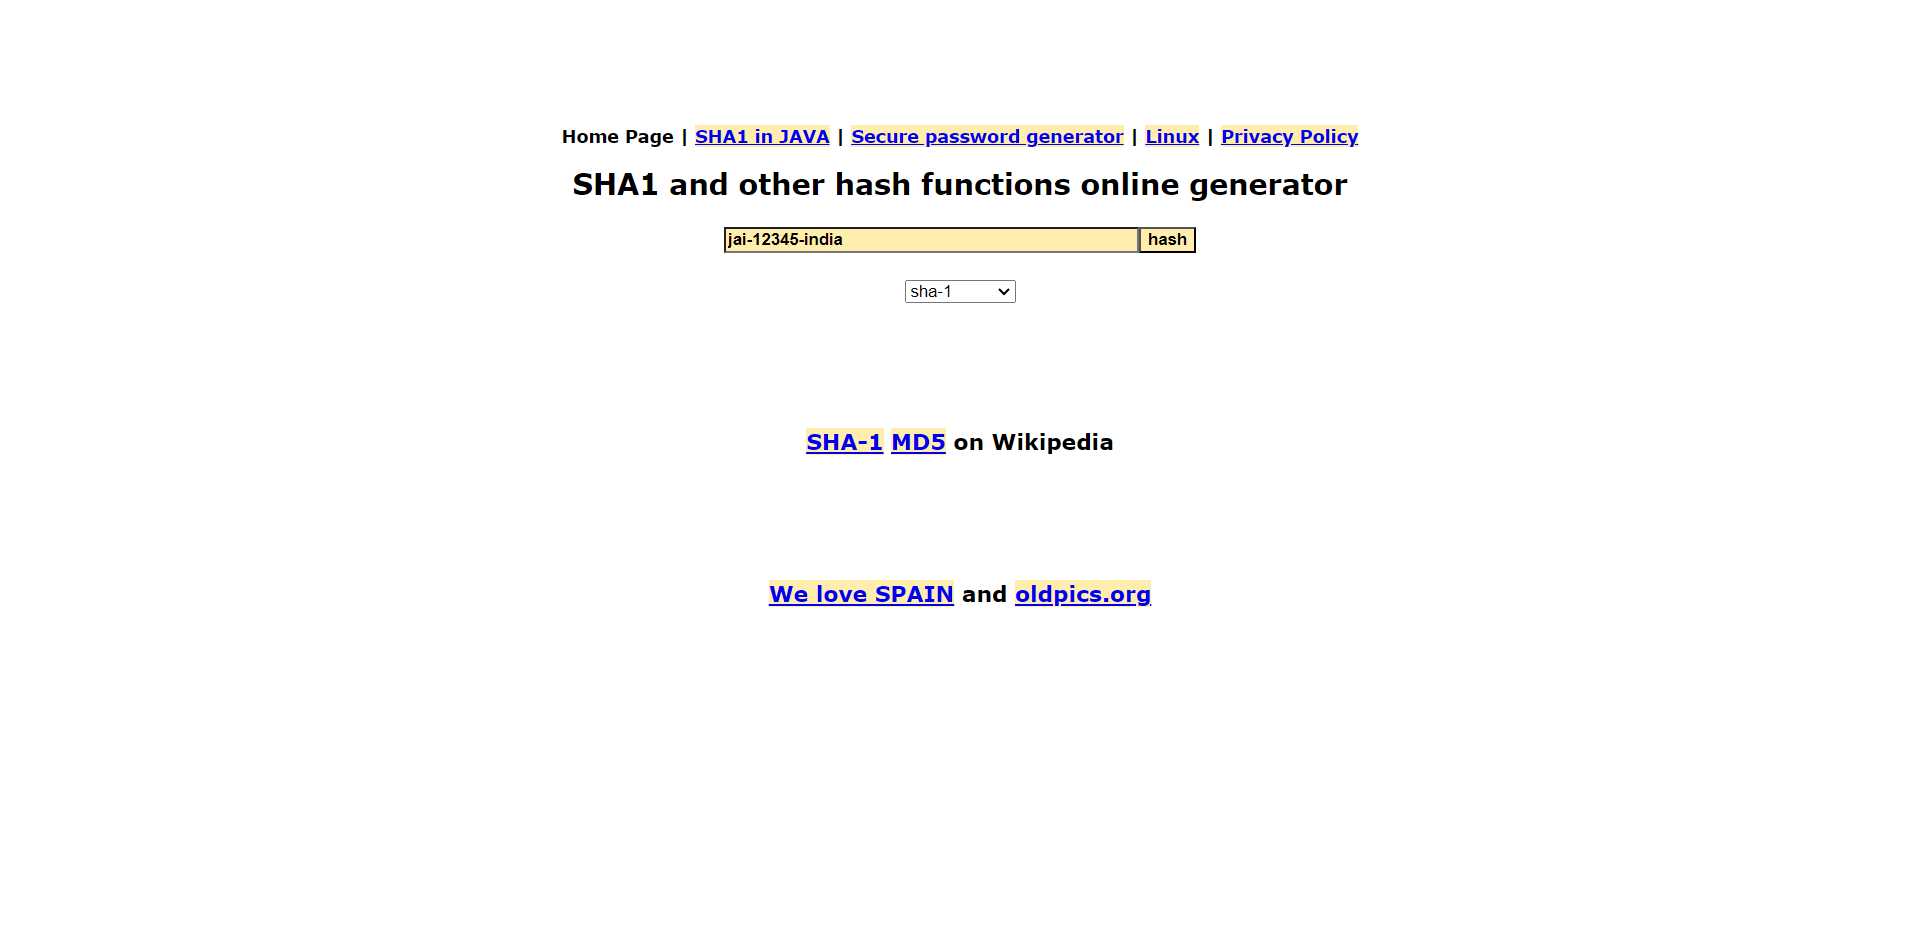 Home Page | SHA1 in JAVA | Secure password generator | Linux | Privacy Policy
SHA1 and other hash functions online generator
jai-12345-india hash
sha-1
SHA-1 MD5 on Wikipedia
We love SPAIN and oldpics.org